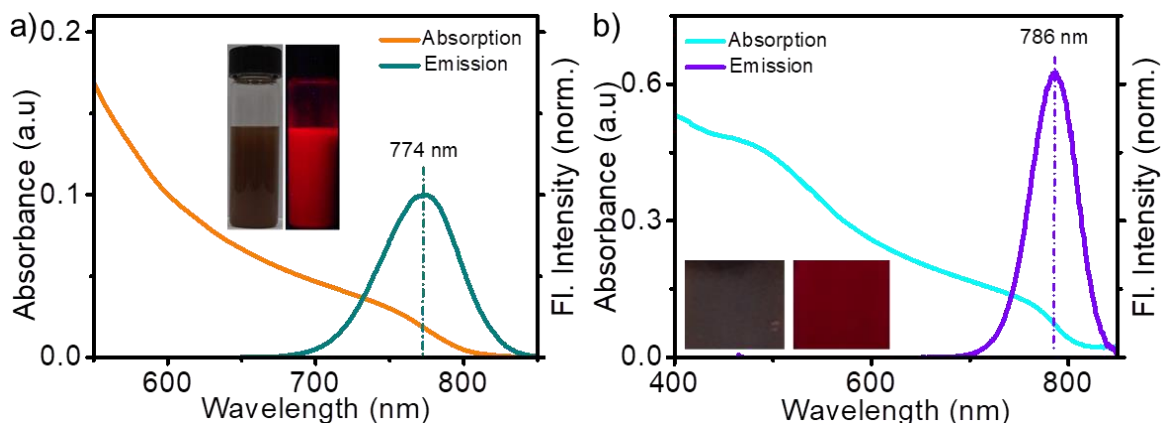 a)
0.2
0.1
0.0
Absorbance (a.u)
Absorption
Emission
774 nm
Fl. Intensity (norm.)
600
700
800
Wavelength (nm)
b)
0.6
0.3
0.0
Absorbance (a.u)
Absorption
Emission
786 nm
Fl. Intensity (norm.)
400
600
800
Wavelength (nm)